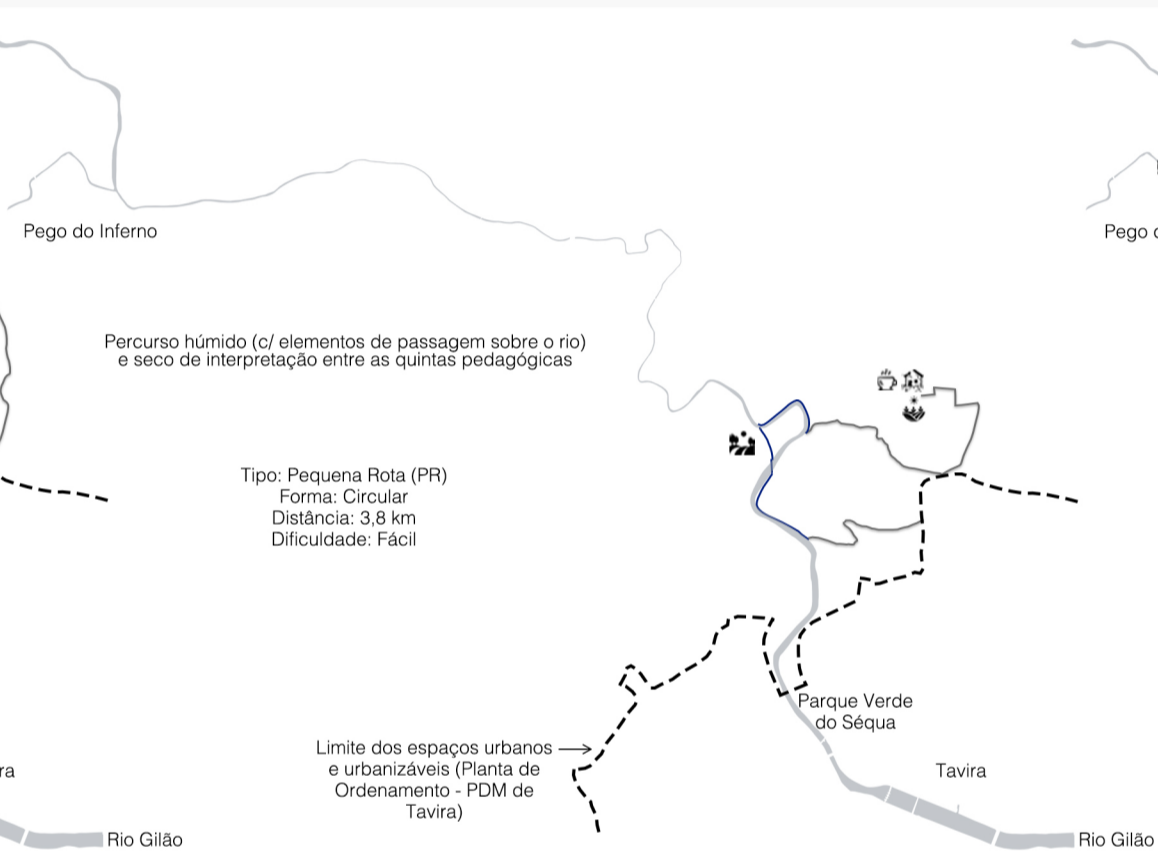 Pego do Inferno
Pego
Percurso húmido (c/ elementos de passagem sobre o rio)
e seco de interpretação entre as quintas pedagógicas
Tipo: Pequena Rota (PR)
Forma: Circular
Distância: 3,8 km
Dificuldade: Fácil
Parque Verde
do Séqua
Limite dos espaços urbanos
e urbanizáveis (Planta de
Ordenamento - PDM de
Tavira)
ra
Tavira
Rio Gilão
Rio Gilão